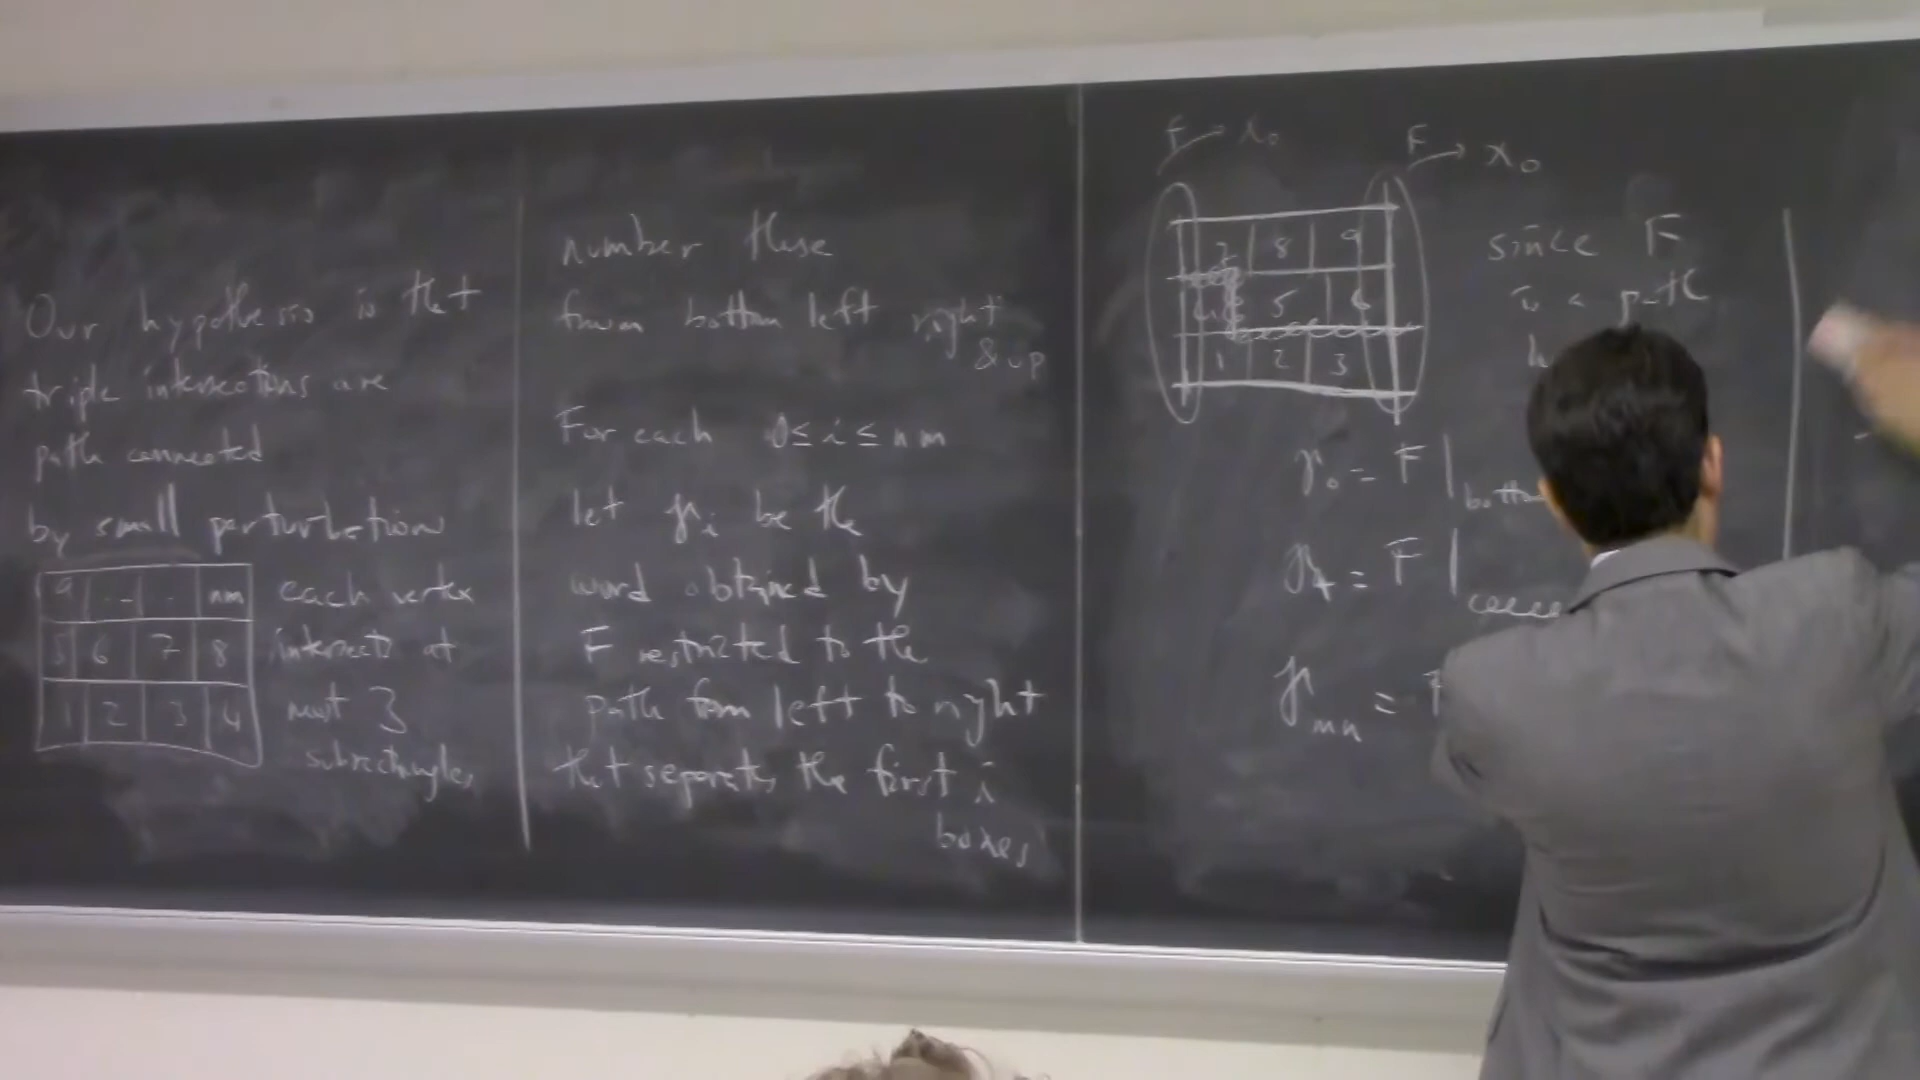 Our hypothesis is that
triple intersections are
path connected
by small perturbation
9 . - . nm
5 6 7 8
1 2 3 4
each vertex
intersects at
most 3
subrectangles
number these
from bottom left right
& up
For each 0 ≤ i ≤ nm
let γi be the
word obtained by
F restricted to the
path from left to right
that separates the first i
boxes
F → x0
F → x0
7 8 9
4 5 6
1 2 3
since F
is a path
γ0 = F |
γ4 = F |
γmn = F